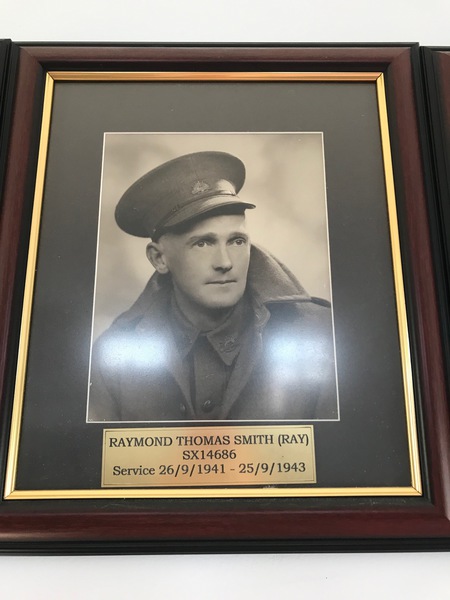 RAYMOND THOMAS SMITH (RAY)
SX14686
Service 26/9/1941 - 25/9/1943